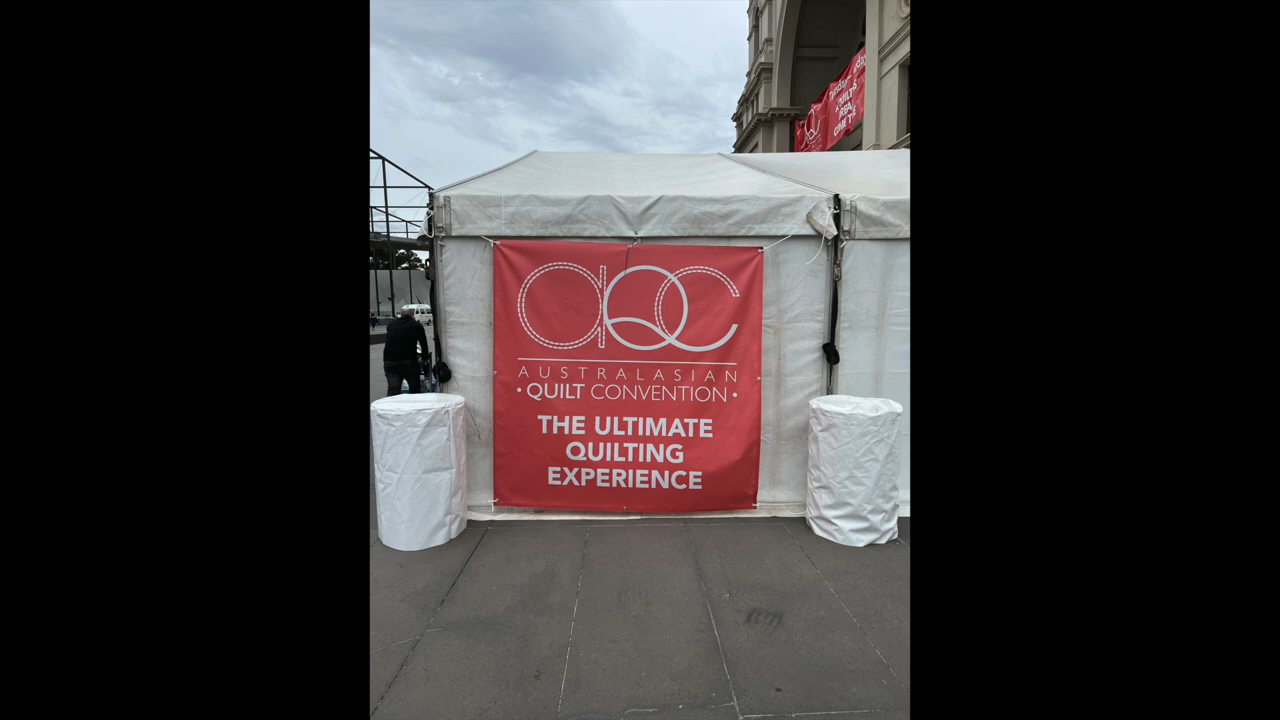 aQC
AUSTRALASIAN
• QUILT CONVENTION •
THE ULTIMATE
QUILTING
EXPERIENCE